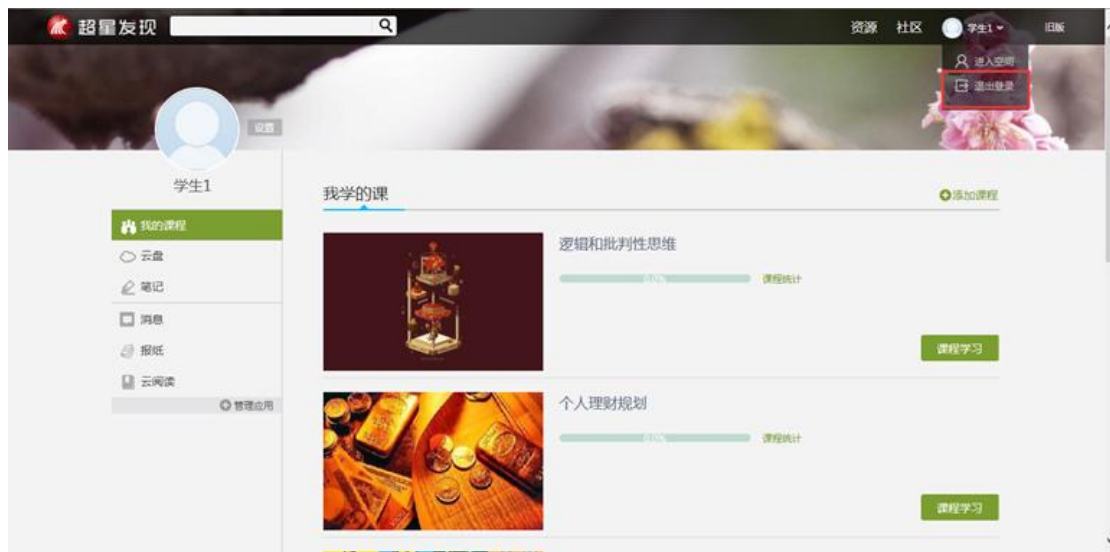 超星发现
资源 社区 学生1 旧版
进入空间
退出登录
设置
学生1
我的课程
云盘
笔记
消息
报纸
云阅读
管理应用
我学的课
添加课程
逻辑和批判性思维
0.0%
课程统计
课程学习
个人理财规划
0.0%
课程统计
课程学习